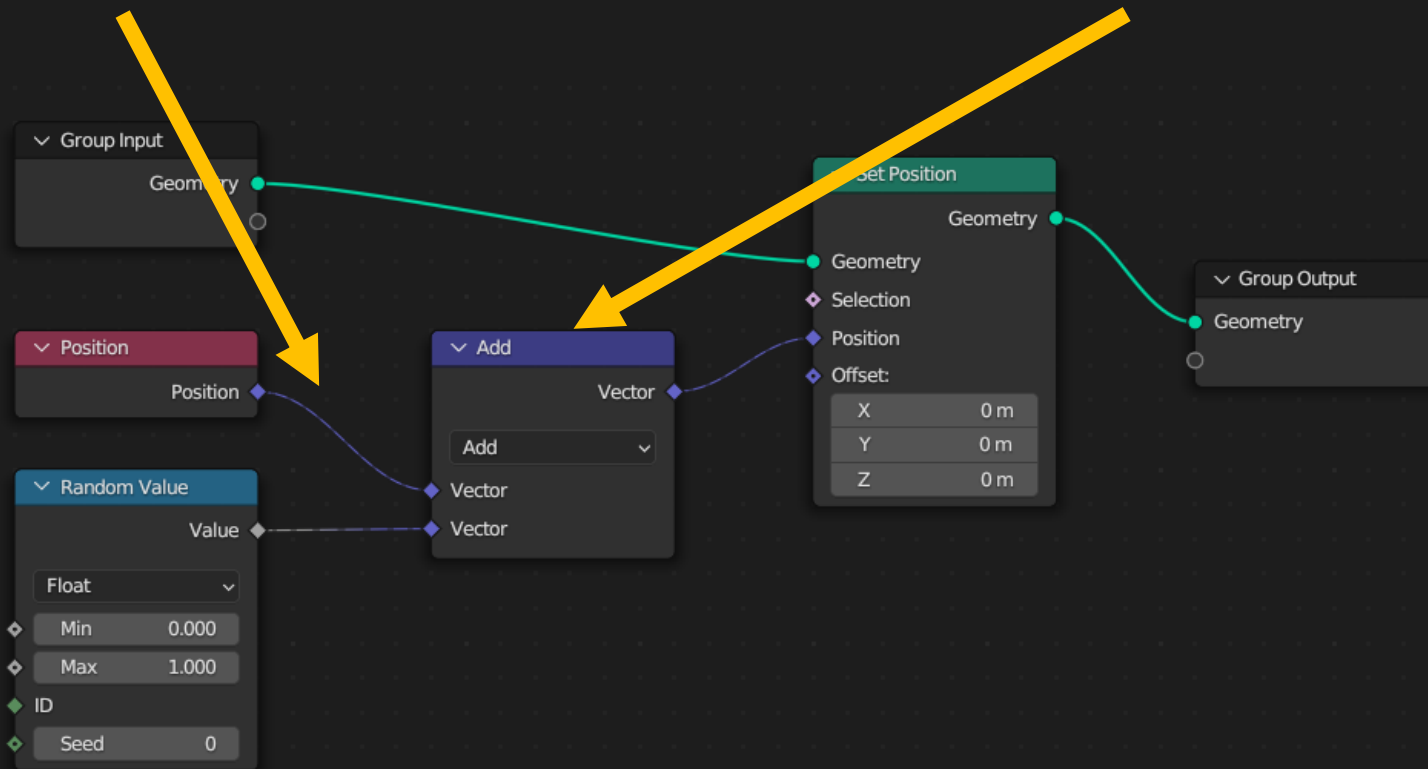 Group Input
Geometry
Position
Position
Random Value
Value
Float
Min 0.000
Max 1.000
ID
Seed 0
Add
Vector
Add
Vector
Vector
Set Position
Geometry
Geometry
Selection
Position
Offset:
X 0 m
Y 0 m
Z 0 m
Group Output
Geometry